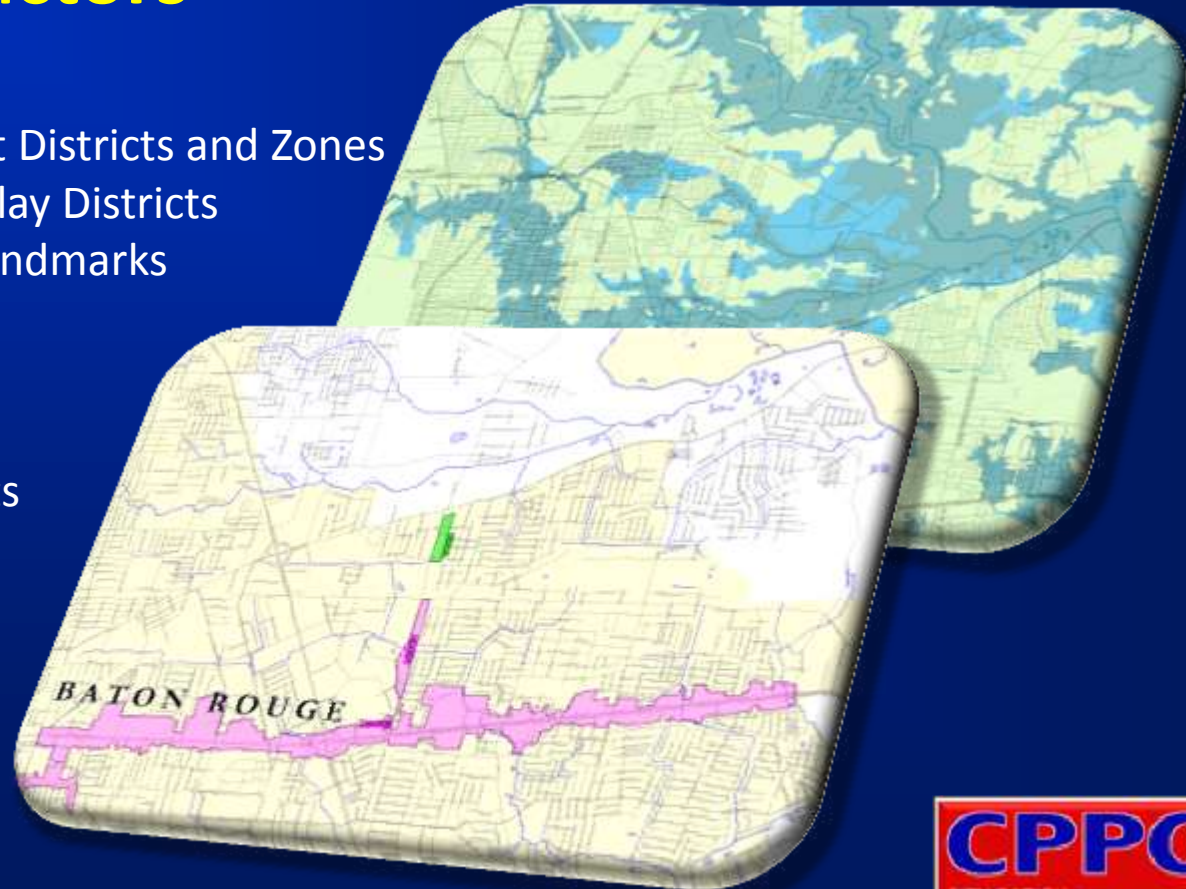 t Districts and Zones
lay Districts
ndmarks
s
BATON ROUGE
CPPC